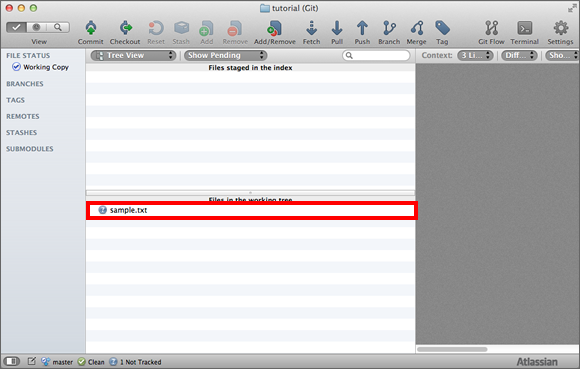 tutorial (Git)
View Commit Checkout Reset Stash Add Remove Add/Remove Fetch Pull Push Branch Merge Tag Git Flow Terminal Settings
FILE STATUS
Working Copy
BRANCHES
TAGS
REMOTES
STASHES
SUBMODULES
Tree View Show Pending Context: 3 Li... Diff... Sho...
Files staged in the index
Files in the working tree
sample.txt
master Clean 1 Not Tracked Atlassian